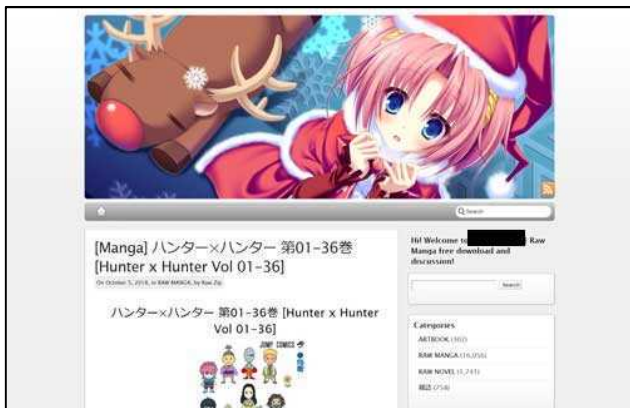 Search
[Manga] ハンター×ハンター 第01-36巻
[Hunter x Hunter Vol 01-36]
On October 5, 2018, in RAW MANGA, by Raw Zip
ハンター×ハンター 第01-36巻 [Hunter x Hunter
Vol 01-36]
JUMP COMICS
Hi! Welcome to Raw
Manga free download and
discussion!
Search
Categories
ARTBOOK (302)
RAW MANGA
RAW NOVEL
雑誌 (754)